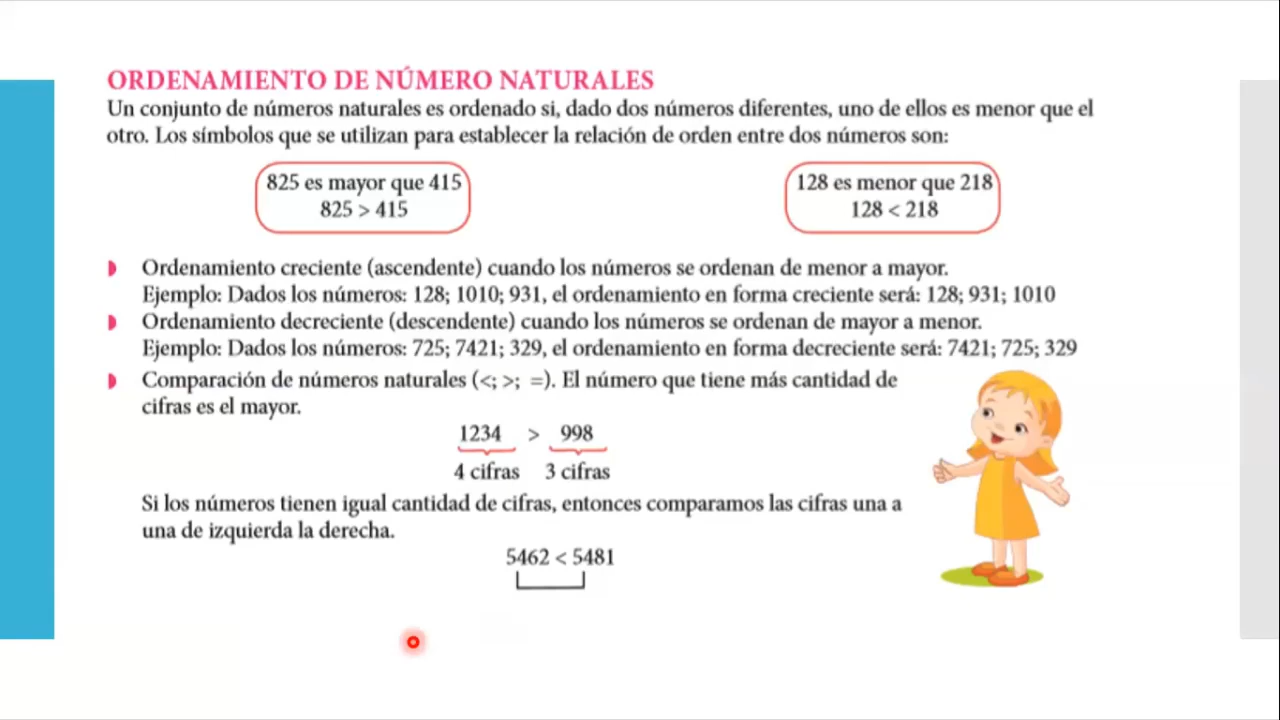 ORDENAMIENTO DE NÚMERO NATURALES
Un conjunto de números naturales es ordenado si, dado dos números diferentes, uno de ellos es menor que el
otro. Los símbolos que se utilizan para establecer la relación de orden entre dos números son:
825 es mayor que 415
825 > 415
128 es menor que 218
128 < 218
Ordenamiento creciente (ascendente) cuando los números se ordenan de menor a mayor.
Ejemplo: Dados los números: 128; 1010; 931, el ordenamiento en forma creciente será: 128; 931; 1010
Ordenamiento decreciente (descendente) cuando los números se ordenan de mayor a menor.
Ejemplo: Dados los números: 725; 7421; 329, el ordenamiento en forma decreciente será: 7421; 725; 329
Comparación de números naturales (<; >; =). El número que tiene más cantidad de
cifras es el mayor.
1234 > 998
4 cifras 3 cifras
Si los números tienen igual cantidad de cifras, entonces comparamos las cifras una a
una de izquierda la derecha.
5462 < 5481